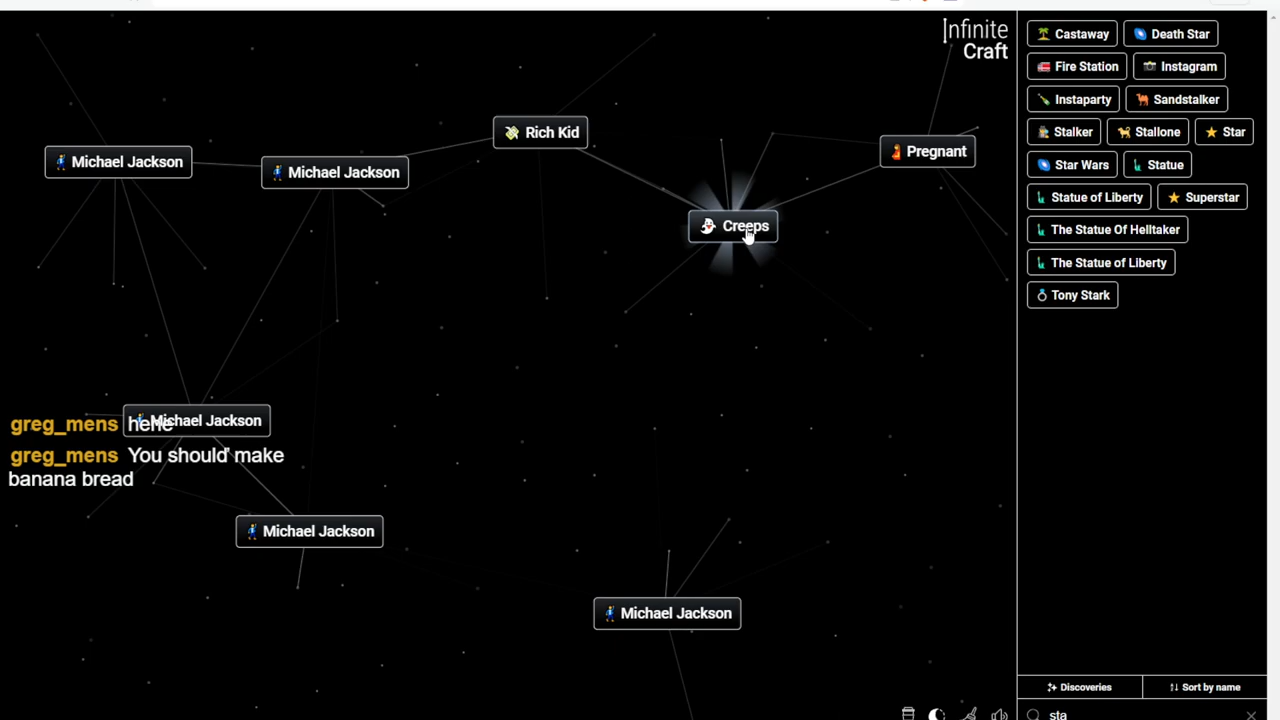 Infinite
Craft
Castaway
Death Star
Fire Station
Instagram
Instaparty
Sandstalker
Stalker
Stallone
Star
Star Wars
Statue
Statue of Liberty
Superstar
The Statue Of Helltaker
The Statue of Liberty
Tony Stark
Rich Kid
Michael Jackson
Michael Jackson
Pregnant
Creeps
Michael Jackson
greg_mens hehe
greg_mens You should make
banana bread
Michael Jackson
Michael Jackson
Discoveries
Sort by name
sta